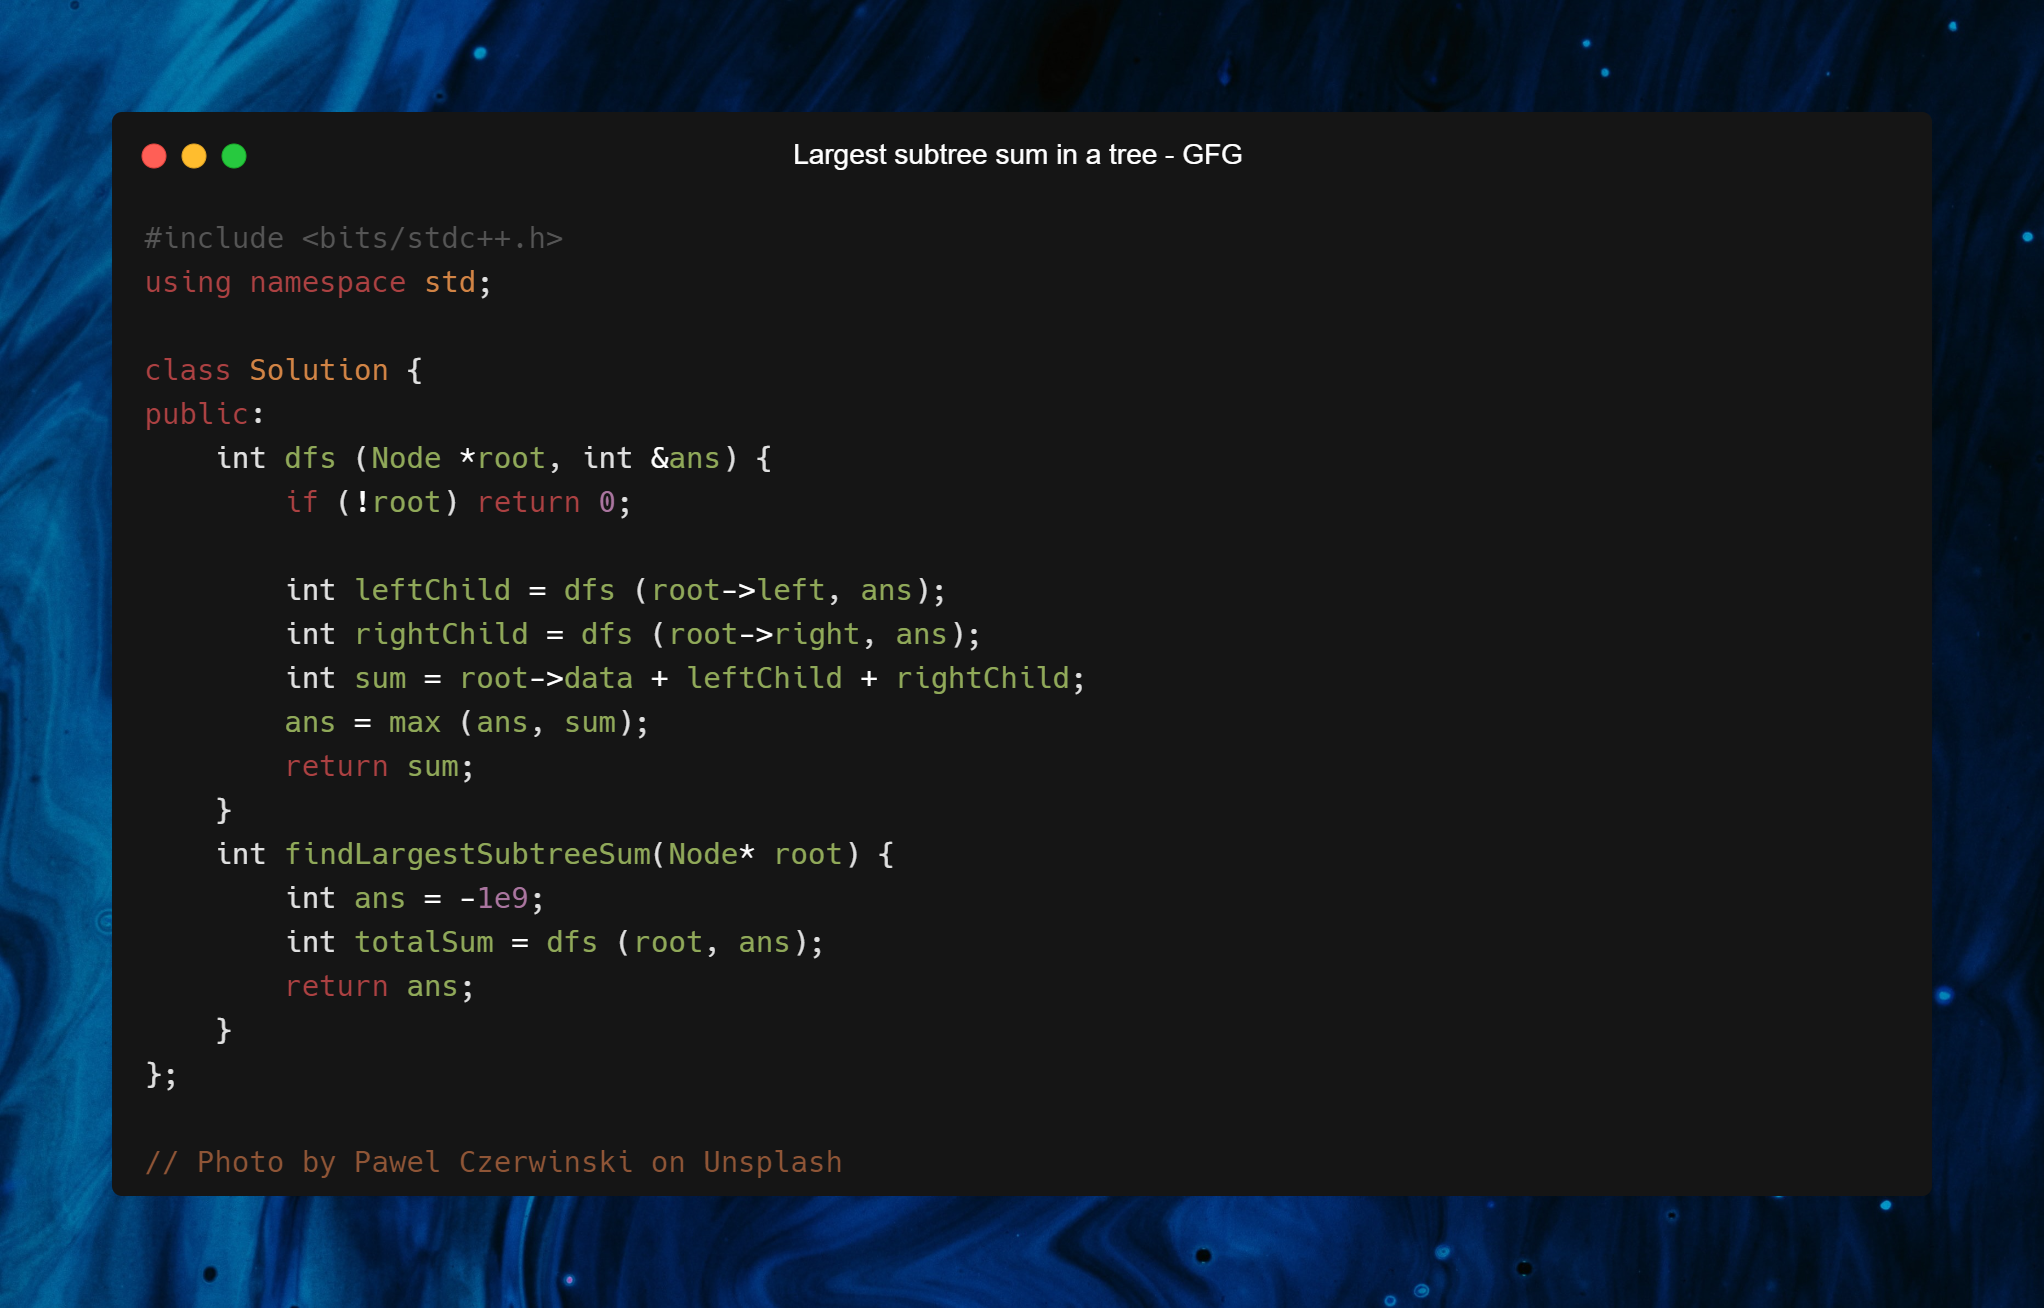 Largest subtree sum in a tree - GFG
#include <bits/stdc++.h>
using namespace std;
class Solution {
public:
    int dfs (Node *root, int &ans) {
        if (!root) return 0;
        int leftChild = dfs (root->left, ans);
        int rightChild = dfs (root->right, ans);
        int sum = root->data + leftChild + rightChild;
        ans = max (ans, sum);
        return sum;
    }
    int findLargestSubtreeSum(Node* root) {
        int ans = -1e9;
        int totalSum = dfs (root, ans);
        return ans;
    }
};
// Photo by Pawel Czerwinski on Unsplash